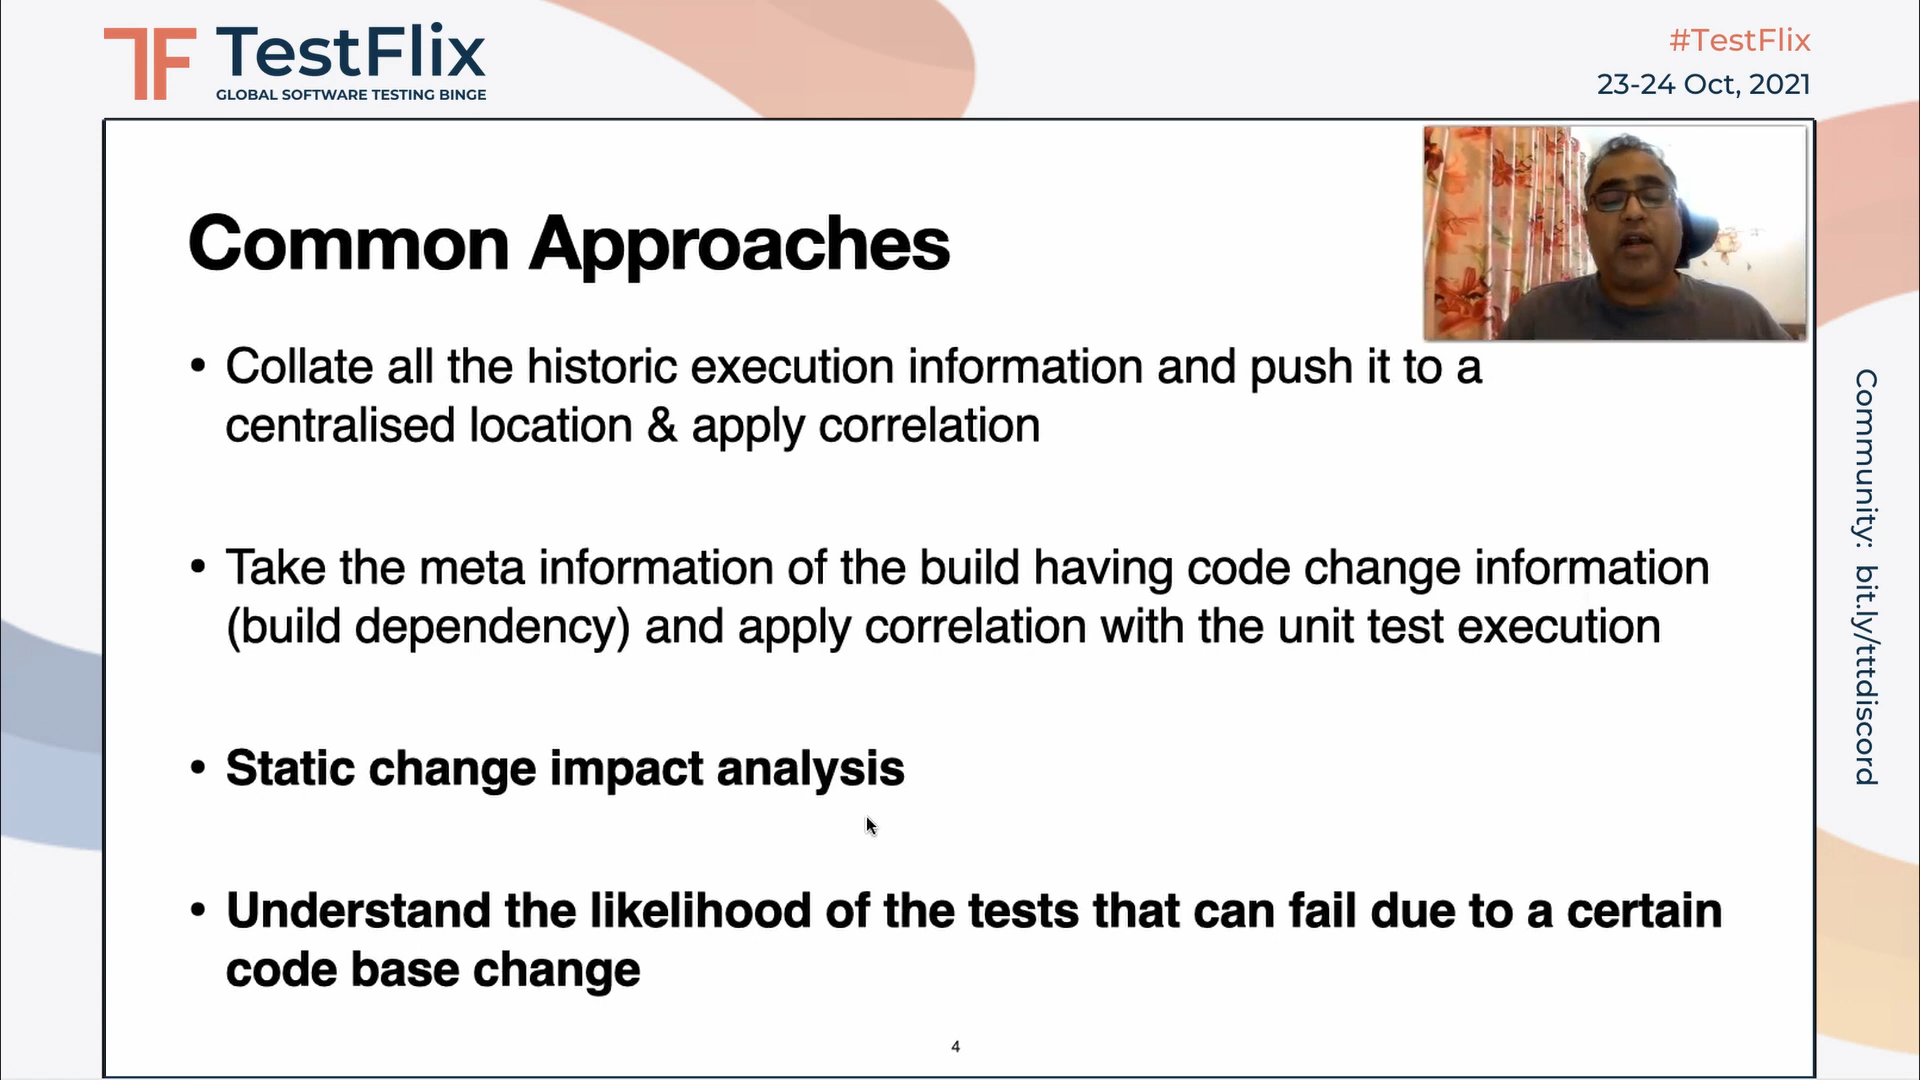 TF TestFlix
GLOBAL SOFTWARE TESTING BINGE
#TestFlix
23-24 Oct, 2021
Common Approaches
• Collate all the historic execution information and push it to a
centralised location & apply correlation
• Take the meta information of the build having code change information
(build dependency) and apply correlation with the unit test execution
• Static change impact analysis
• Understand the likelihood of the tests that can fail due to a certain
code base change
4
Community: bit.ly/tttdiscord